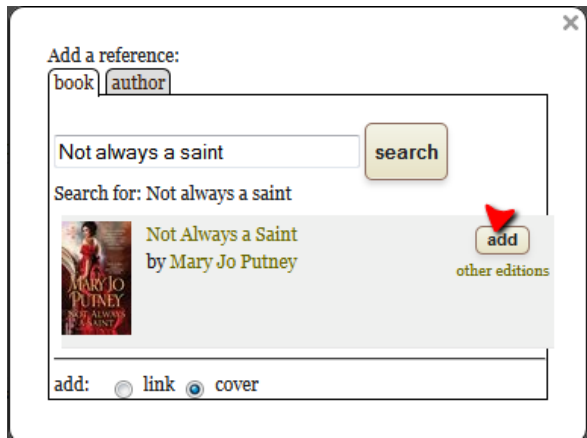 Add a reference:
book author
Not always a saint search
Search for: Not always a saint
Not Always a Saint add
by Mary Jo Putney other editions
MARY JO
PUTNEY
NOT ALWAYS
A SAINT
add: link cover